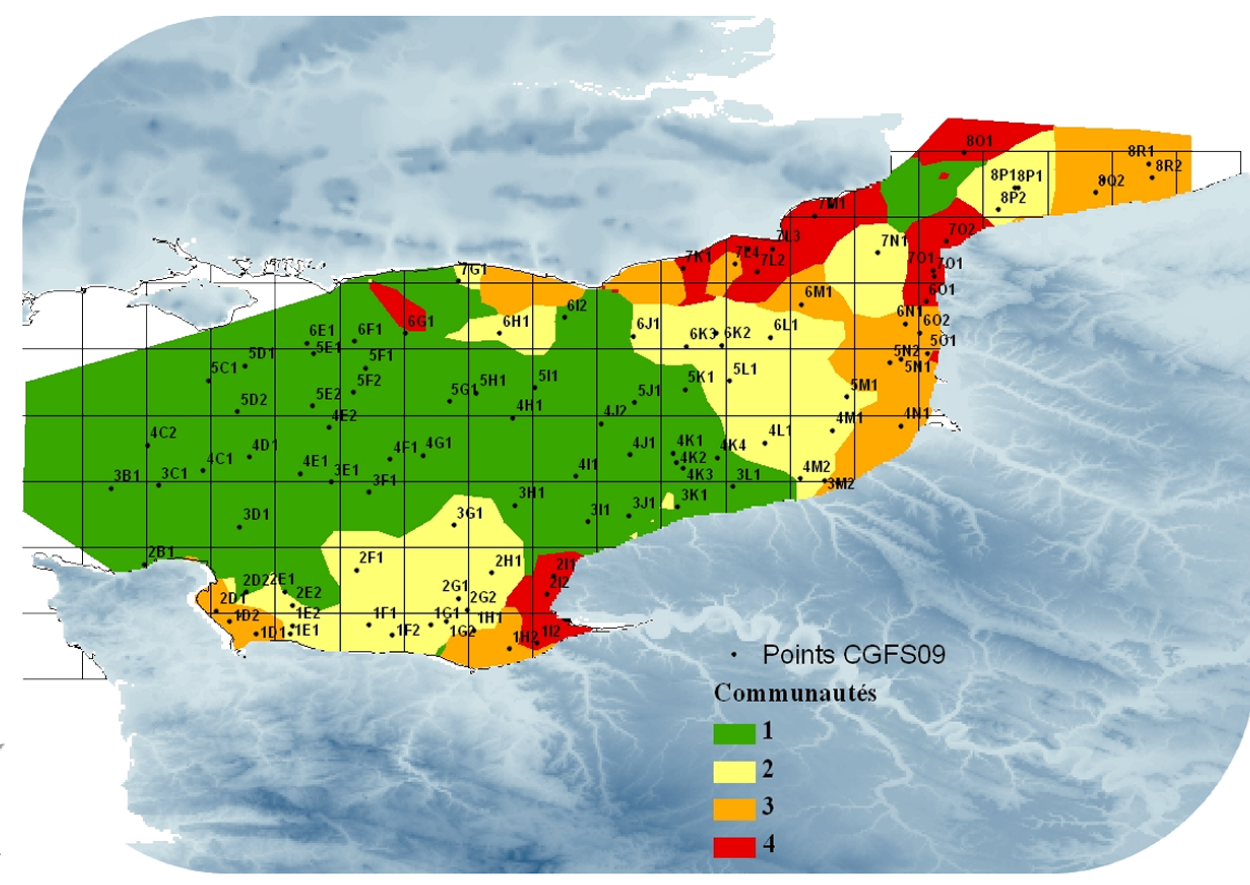 8O1
8R1
8P1 8P1
8Q2
8R2
8P2
7M1
7O2
7L3
7N1
7K1
7L4
7L2
7O1
7O1
7G1
6M1
6O1
6I2
6G1
6H1
6J1
6N1
6O2
6E1
6F1
6K3
6K2
6L1
5E1
5O1
5D1
5F1
5N2
5N1
5C1
5F2
5G1
5H1
5I1
5K1
5L1
5D2
5E2
5J1
5M1
4E2
4H1
4J2
4M1
4N1
4C2
4D1
4F1
4G1
4J1
4K1
4K2
4K4
4L1
4C1
4E1
4I1
4K3
4M2
3B1
3C1
3E1
3F1
3L1
3M2
3H1
3K1
3D1
3G1
3I1
3J1
2B1
2F1
2H1
2I1
2D2
2E1
2E2
2G1
2I2
2D1
2G2
1D2
1E2
1F1
1G1
1H1
1D1
1E1
1F2
1G2
1H2
1I2
Points CGFS09
Communautés
1
2
3
4